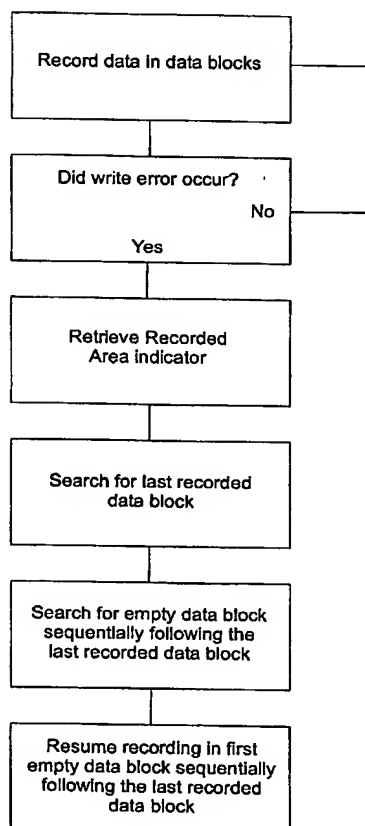 Record data in data blocks
Did write error occur?
No
Yes
Retrieve Recorded
Area indicator
Search for last recorded
data block
Search for empty data block
sequentially following the
last recorded data block
Resume recording in first
empty data block sequentially
following the last recorded
data block